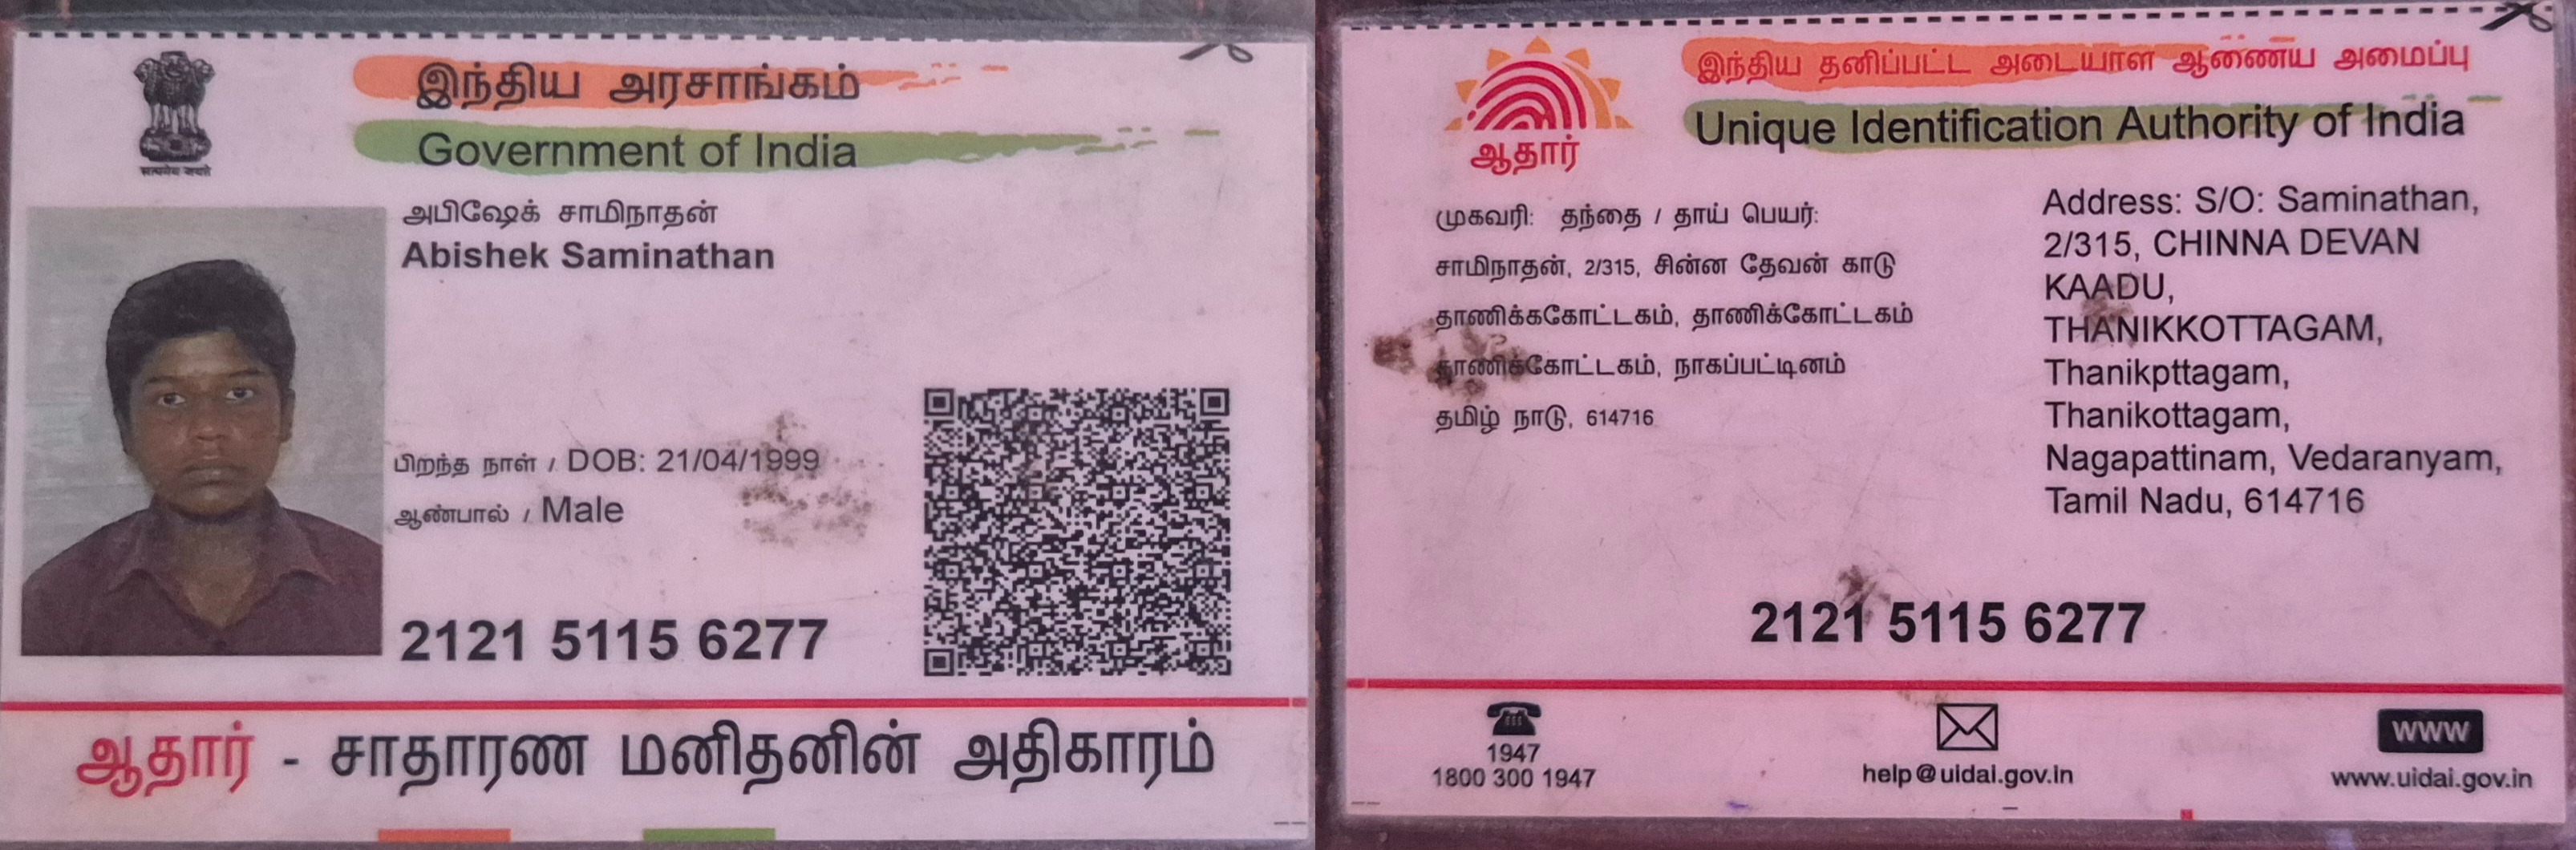 இந்திய அரசாங்கம்
Government of India
सत्यमेव जयते
அபிஷேக் சாமிநாதன்
Abishek Saminathan
பிறந்த நாள் / DOB: 21/04/1999
ஆண்பால் / Male
2121 5115 6277
ஆதார் - சாதாரண மனிதனின் அதிகாரம்
இந்திய தனிப்பட்ட அடையாள ஆணைய அமைப்பு
Unique Identification Authority of India
ஆதார்
முகவரி: தந்தை / தாய் பெயர்:
சாமிநாதன், 2/315, சின்ன தேவன் காடு
தாணிக்ககோட்டகம், தாணிக்கோட்டகம்
தாணிக்கோட்டகம், நாகப்பட்டினம்
தமிழ் நாடு, 614716
Address: S/O: Saminathan,
2/315, CHINNA DEVAN
KAADU,
THANIKKOTTAGAM,
Thanikpttagam,
Thanikottagam,
Nagapattinam, Vedaranyam,
Tamil Nadu, 614716
2121 5115 6277
1947
1800 300 1947
help@uidai.gov.in
WWW
www.uidai.gov.in